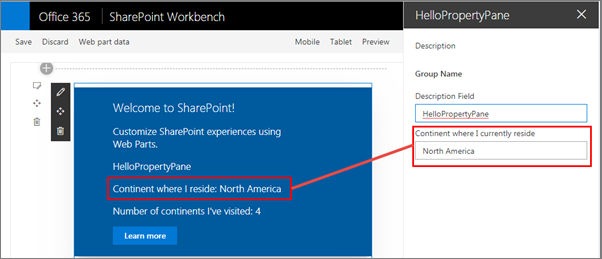 Office 365 SharePoint Workbench
Save Discard Web part data Mobile Tablet Preview
Welcome to SharePoint!
Customize SharePoint experiences using
Web Parts.
HelloPropertyPane
Continent where I reside: North America
Number of continents I've visited: 4
Learn more
HelloPropertyPane
Description
Group Name
Description Field
HelloPropertyPane
Continent where I currently reside
North America